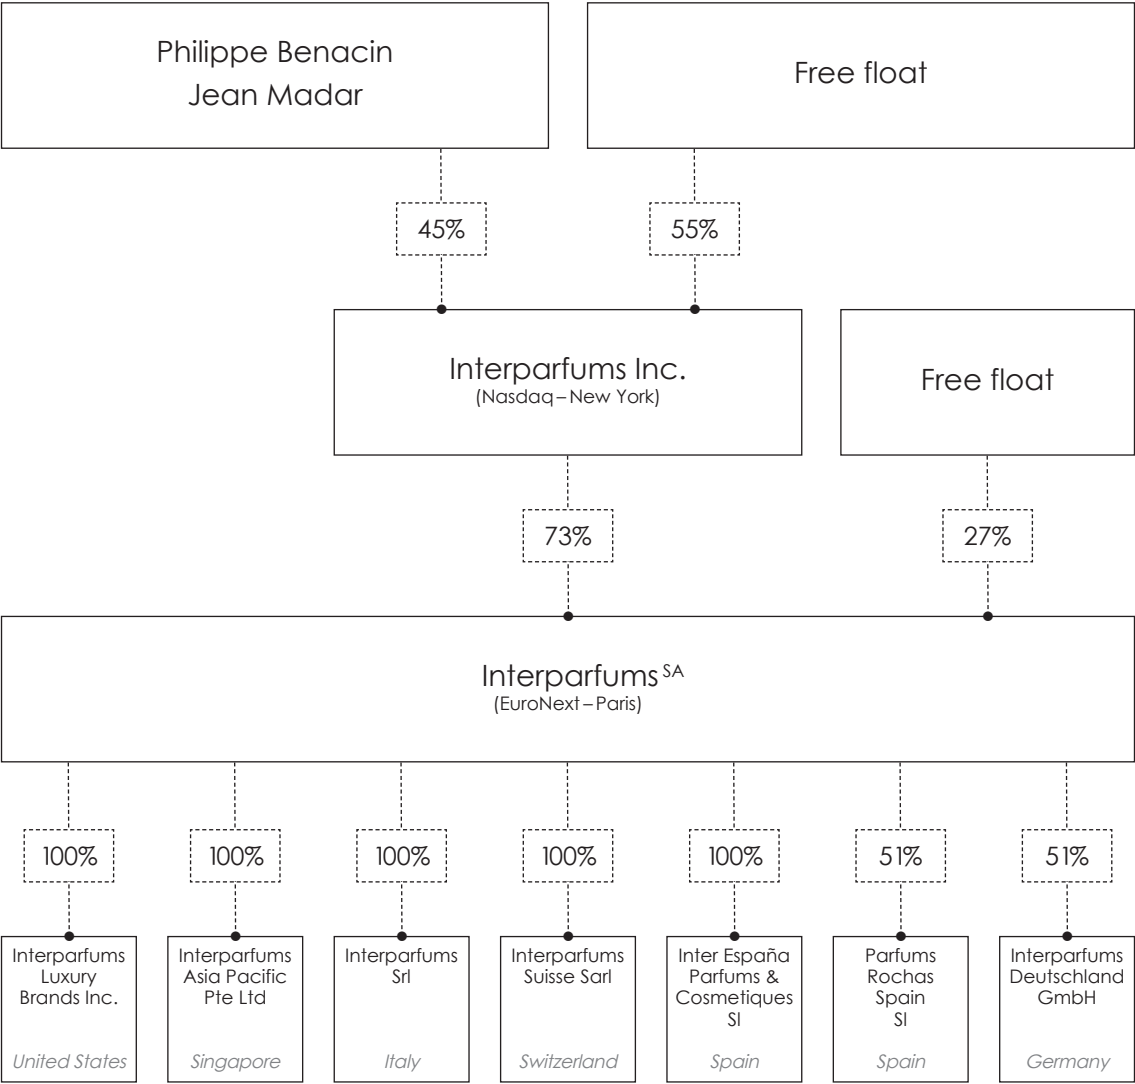 Philippe Benacin
Jean Madar
Free float
45%
55%
Interparfums Inc.
(Nasdaq – New York)
Free float
73%
27%
Interparfums SA
(EuroNext – Paris)
100%
100%
100%
100%
100%
51%
51%
Interparfums
Luxury
Brands Inc.
United States
Interparfums
Asia Pacific
Pte Ltd
Singapore
Interparfums
Srl
Italy
Interparfums
Suisse Sarl
Switzerland
Inter España
Parfums &
Cosmetiques
Sl
Spain
Parfums
Rochas
Spain
Sl
Spain
Interparfums
Deutschland
GmbH
Germany